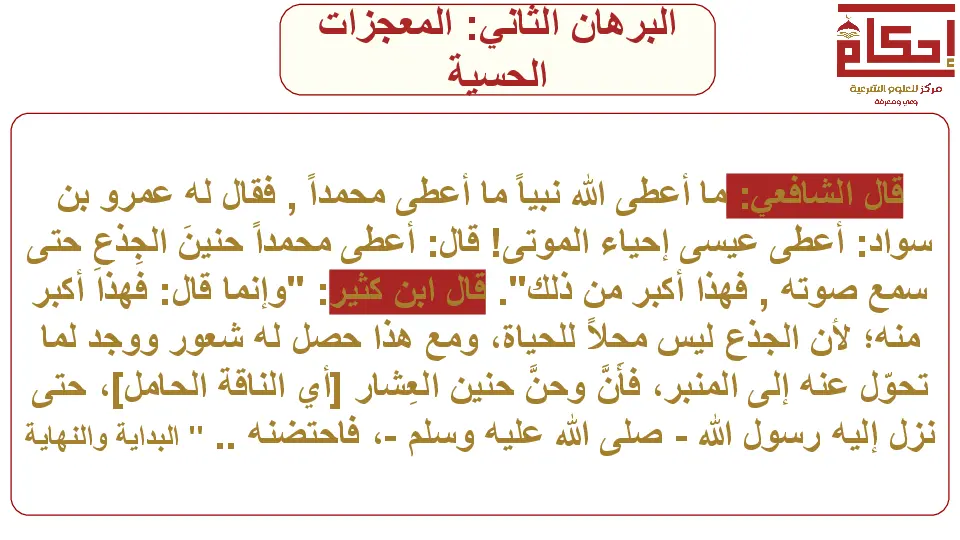 البرهان الثاني: المعجزات
الحسية
إحكام
مركز للعلوم الشرعية
وعي ومعرفة
قال الشافعي: ما أعطى الله نبياً ما أعطى محمداً , فقال له عمرو بن
سواد: أعطى عيسى إحياء الموتى! قال: أعطى محمداً حنينَ الجِذعِ حتى
سمع صوته , فهذا أكبر من ذلك". قال ابن كثير: "وإنما قال: فهذا أكبر
منه؛ لأن الجذع ليس محلاً للحياة، ومع هذا حصل له شعور ووجد لما
تحوّل عنه إلى المنبر، فأَنَّ وحنَّ حنين العِشار [أي الناقة الحامل]، حتى
نزل إليه رسول الله - صلى الله عليه وسلم -، فاحتضنه .. " البداية والنهاية